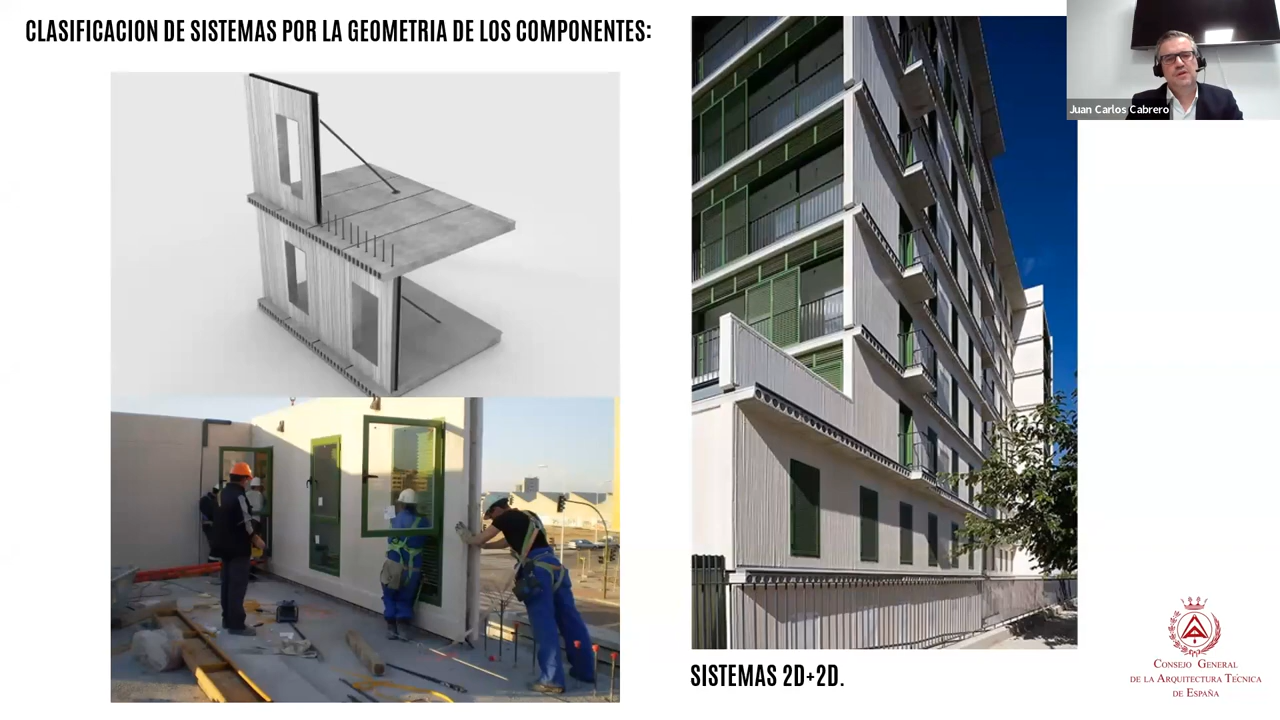 CLASIFICACION DE SISTEMAS POR LA GEOMETRIA DE LOS COMPONENTES:
Juan Carlos Cabrero
SISTEMAS 2D+2D.
CONSEJO GENERAL
DE LA ARQUITECTURA TÉCNICA
DE ESPAÑA